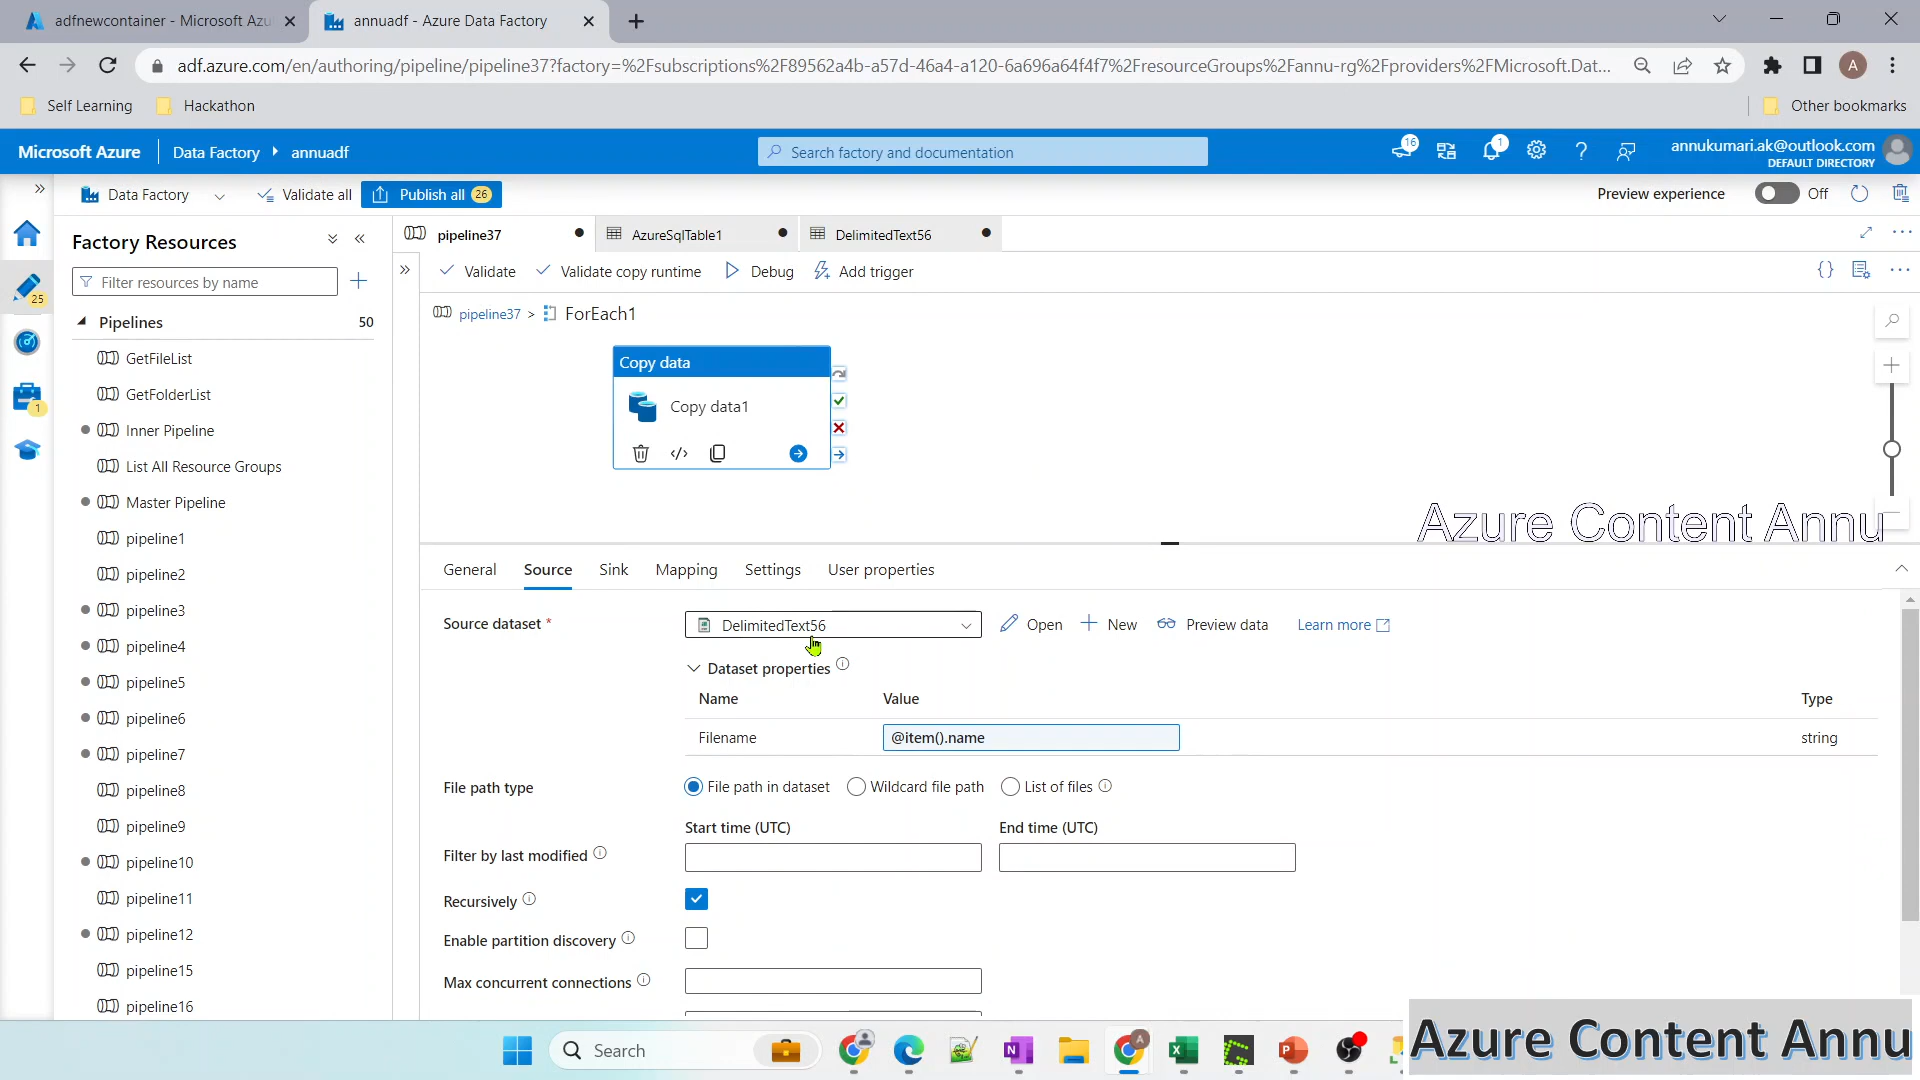 adfnewcontainer - Microsoft Azu
annuadf - Azure Data Factory
adf.azure.com/en/authoring/pipeline/pipeline37?factory=%2Fsubscriptions%2F89562a4b-a57d-46a4-a120-6a696a64f4f7%2FresourceGroups%2Fannu-rg%2Fproviders%2FMicrosoft.Dat...
A
Self Learning
Hackathon
Other bookmarks
Microsoft Azure
Data Factory
annuadf
Search factory and documentation
16
1
annukumari.ak@outlook.com
DEFAULT DIRECTORY
Data Factory
Validate all
Publish all 26
Preview experience
Off
Factory Resources
Filter resources by name
25
1
Pipelines 50
GetFileList
GetFolderList
Inner Pipeline
List All Resource Groups
Master Pipeline
pipeline1
pipeline2
pipeline3
pipeline4
pipeline5
pipeline6
pipeline7
pipeline8
pipeline9
pipeline10
pipeline11
pipeline12
pipeline15
pipeline16
pipeline37
AzureSqlTable1
DelimitedText56
Validate
Validate copy runtime
Debug
Add trigger
pipeline37 > ForEach1
Copy data
Copy data1
Azure Content Annu
General
Source
Sink
Mapping
Settings
User properties
Source dataset *
DelimitedText56
Open
New
Preview data
Learn more
Dataset properties
Name Value Type
Filename @item().name string
File path type
File path in dataset
Wildcard file path
List of files
Start time (UTC) End time (UTC)
Filter by last modified
Recursively
Enable partition discovery
Max concurrent connections
Search
A
Azure Content Annu